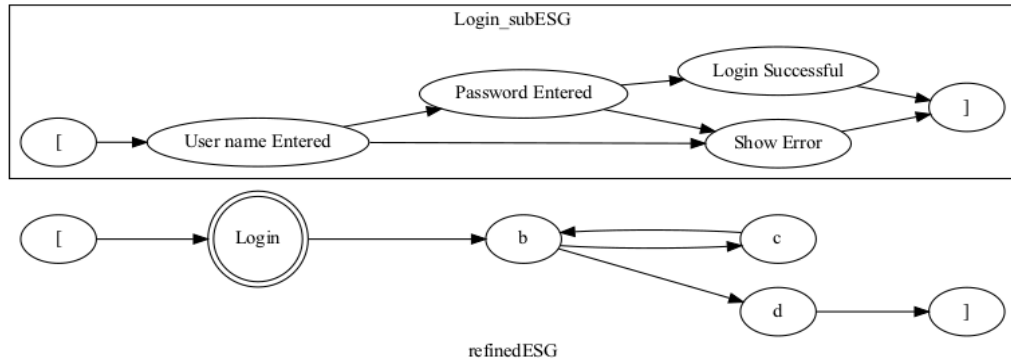 Login_subESG
Login Successful
Password Entered
]
[
User name Entered
Show Error
[
Login
b
c
d
]
refinedESG